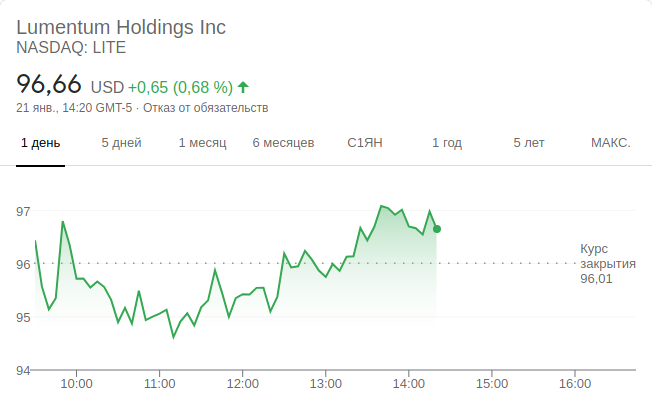 Lumentum Holdings Inc
NASDAQ: LITE
96,66 USD +0,65 (0,68 %)
21 янв., 14:20 GMT-5 · Отказ от обязательств
1 день 5 дней 1 месяц 6 месяцев С1ЯН 1 год 5 лет МАКС.
97
96
95
94
Курс
закрытия
96,01
10:00 11:00 12:00 13:00 14:00 15:00 16:00